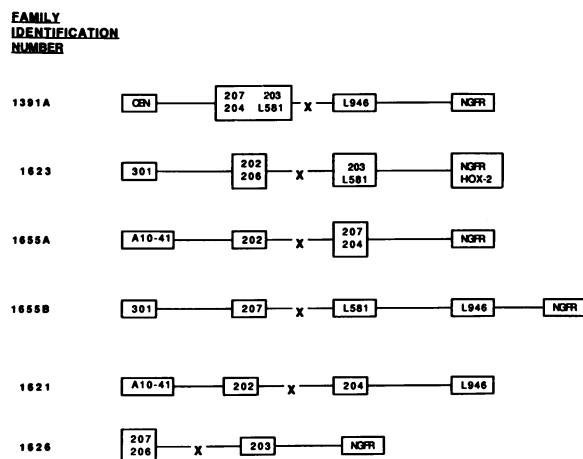 FAMILY
IDENTIFICATION
NUMBER
1391A CEN 207 203 X L946 NGFR
204 L581
1623 301 202 X 203 NGFR
206 L581 HOX-2
1655A A10-41 202 X 207 NGFR
204
1655B 301 207 X L581 L946 NGFR
1621 A10-41 202 X 204 L946
1626 207 X 203 NGFR
206